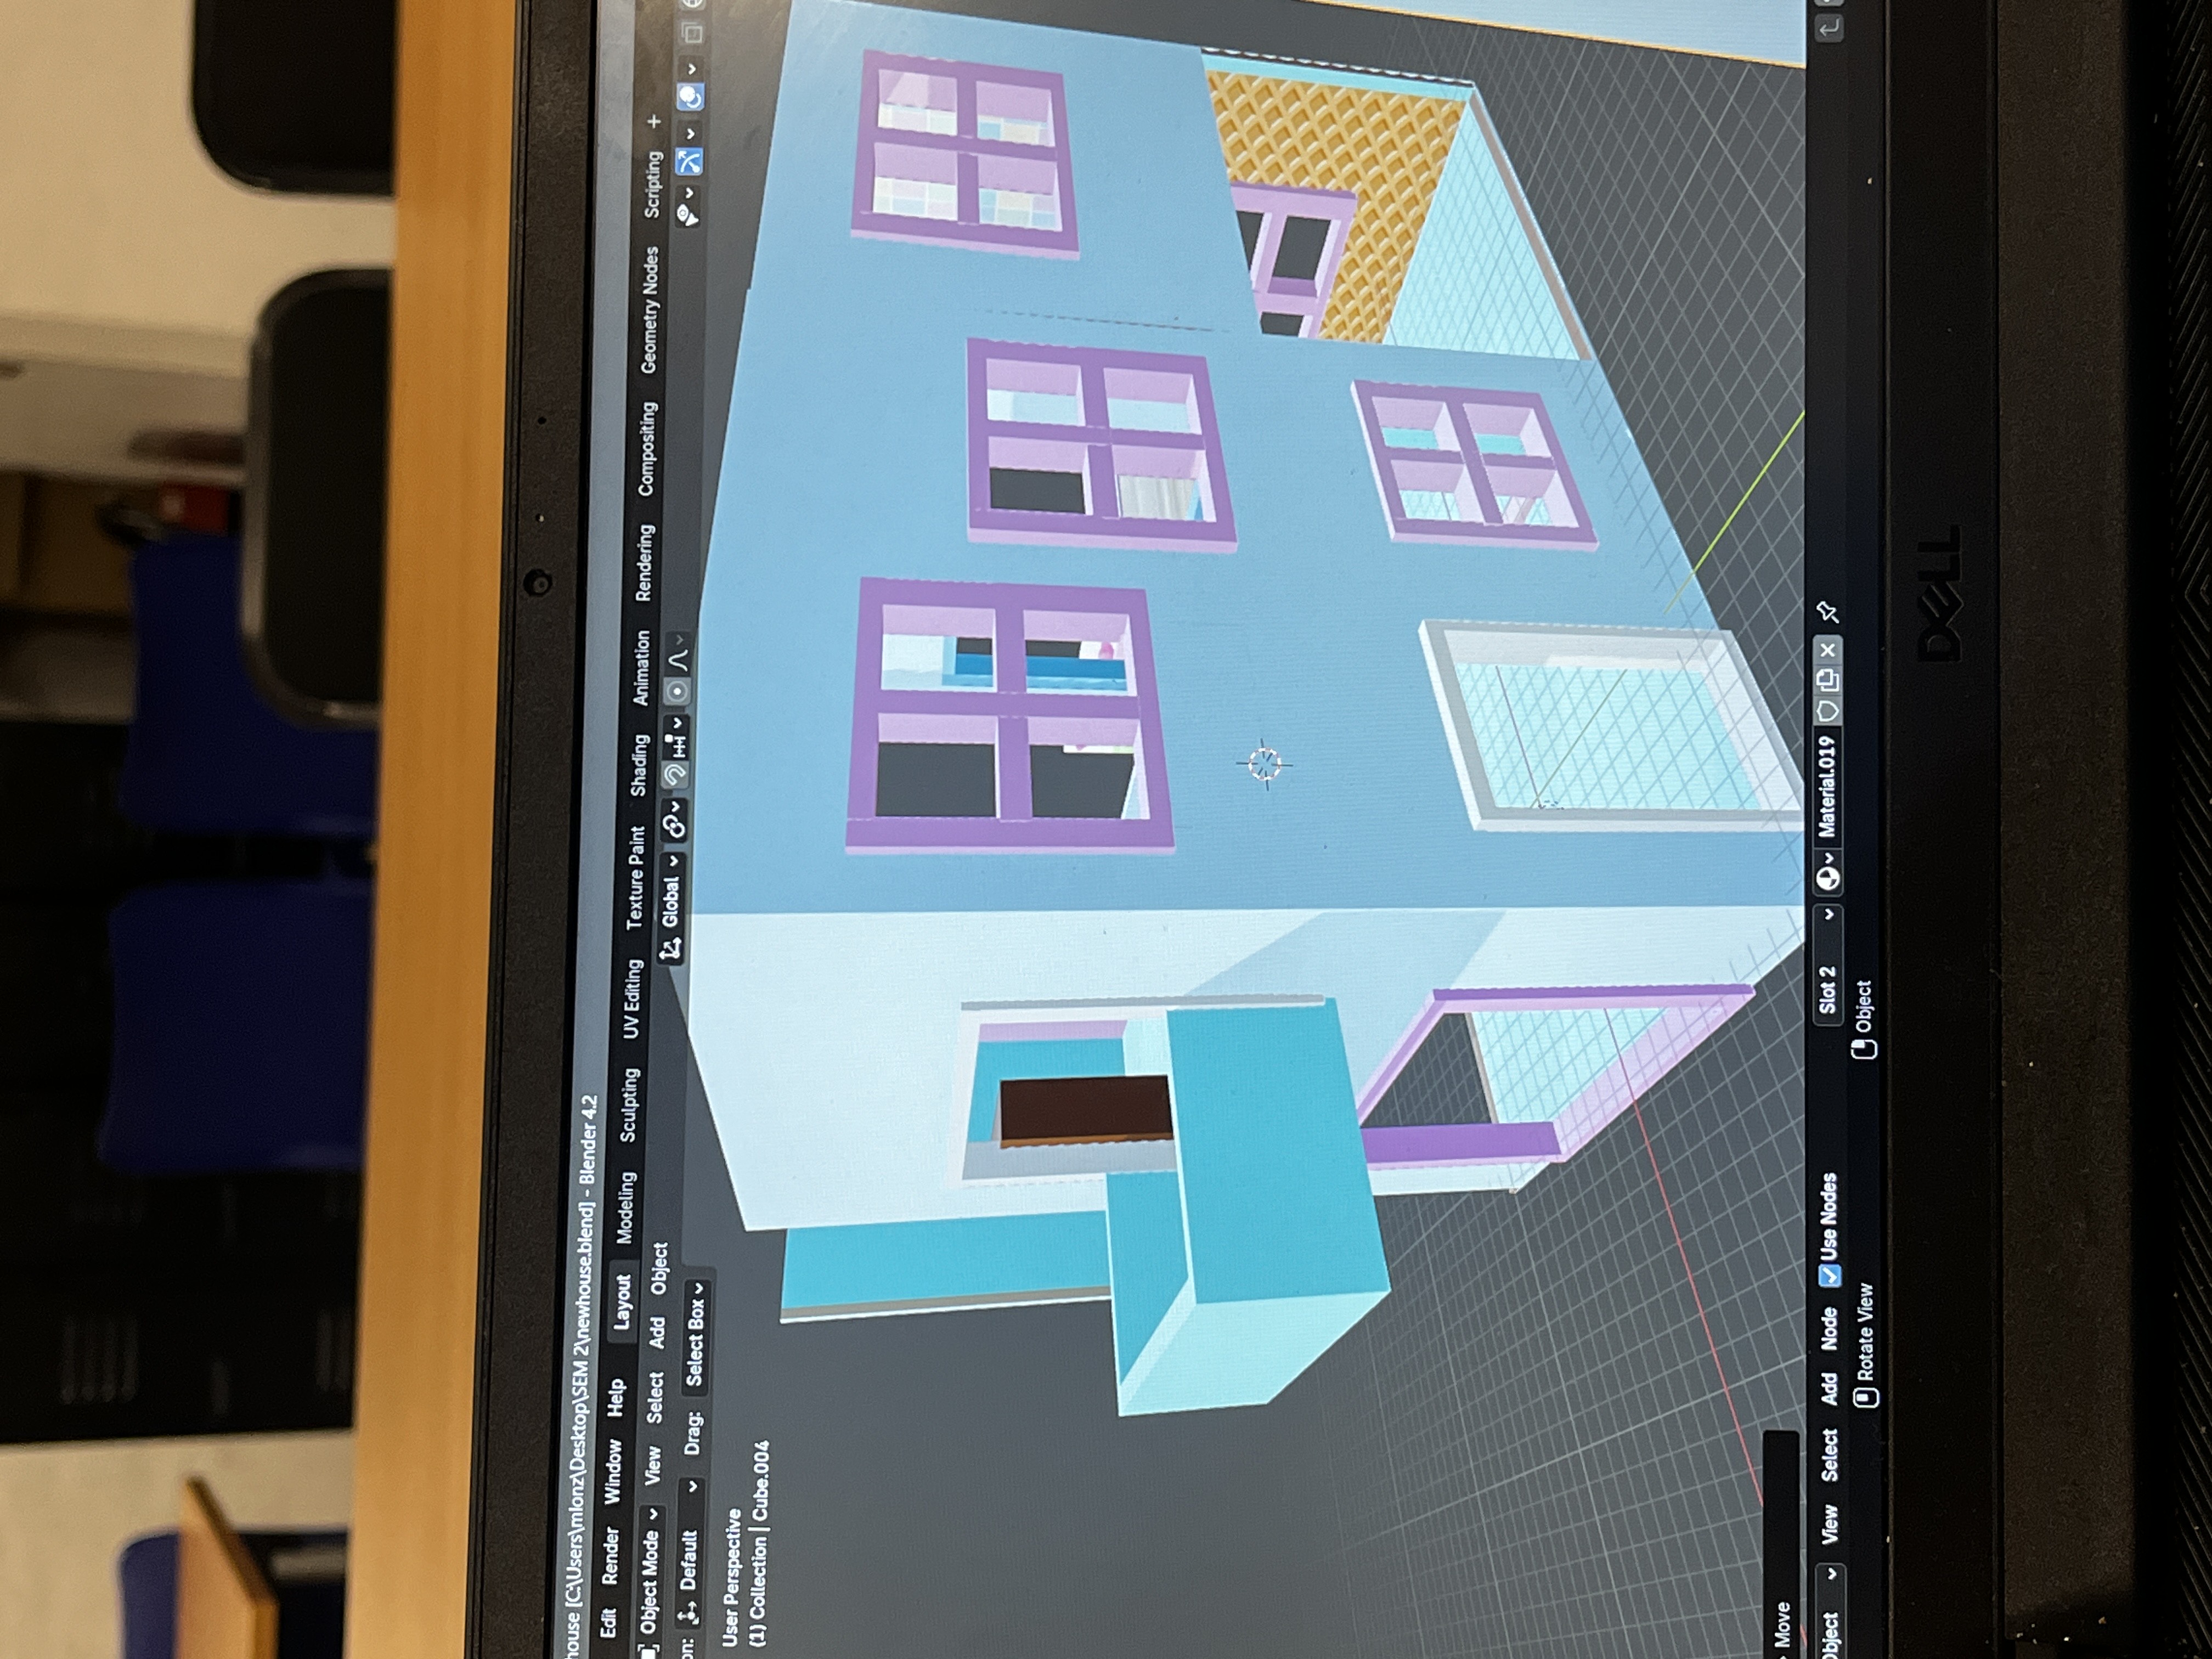 house [C:\Users\mlonz\Desktop\SEM 2\newhouse.blend] - Blender 4.2
Edit Render Window Help Layout Modeling Sculpting UV Editing Texture Paint Shading Animation Rendering Compositing Geometry Nodes Scripting +
Object Mode View Select Add Object Global
on: Default Drag: Select Box
User Perspective
(1) Collection | Cube.004
Move
Object View Select Add Node Use Nodes Slot 2 Material.019
Rotate View Object
DELL